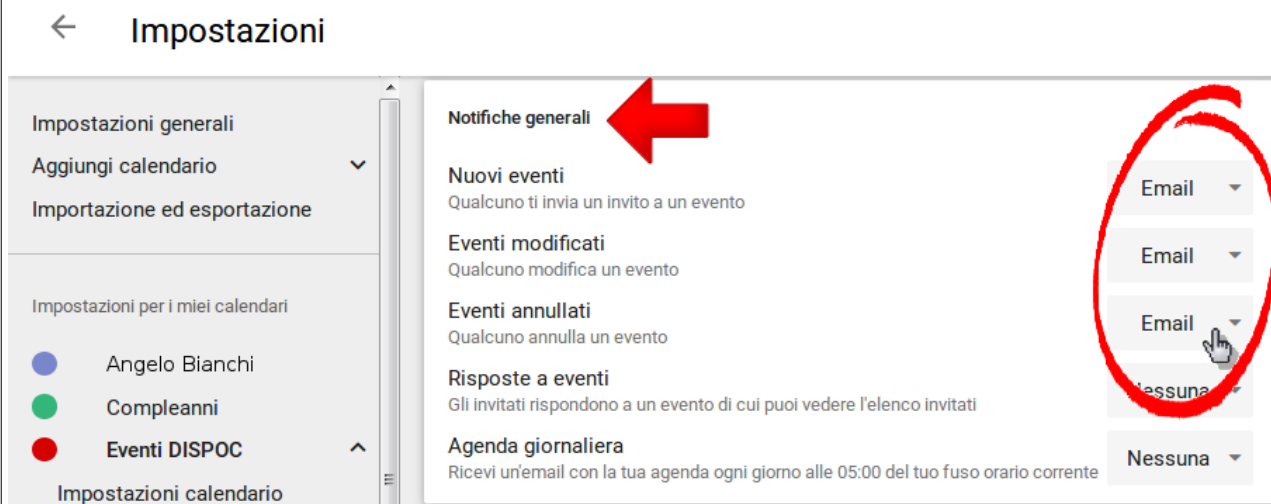 Impostazioni
Impostazioni generali
Aggiungi calendario
Importazione ed esportazione
Impostazioni per i miei calendari
Angelo Bianchi
Compleanni
Eventi DISPOC
Impostazioni calendario
Notifiche generali
Nuovi eventi
Email
Qualcuno ti invia un invito a un evento
Eventi modificati
Email
Qualcuno modifica un evento
Eventi annullati
Email
Qualcuno annulla un evento
Risposte a eventi
Nessuna
Gli invitati rispondono a un evento di cui puoi vedere l'elenco invitati
Agenda giornaliera
Nessuna
Ricevi un'email con la tua agenda ogni giorno alle 05:00 del tuo fuso orario corrente